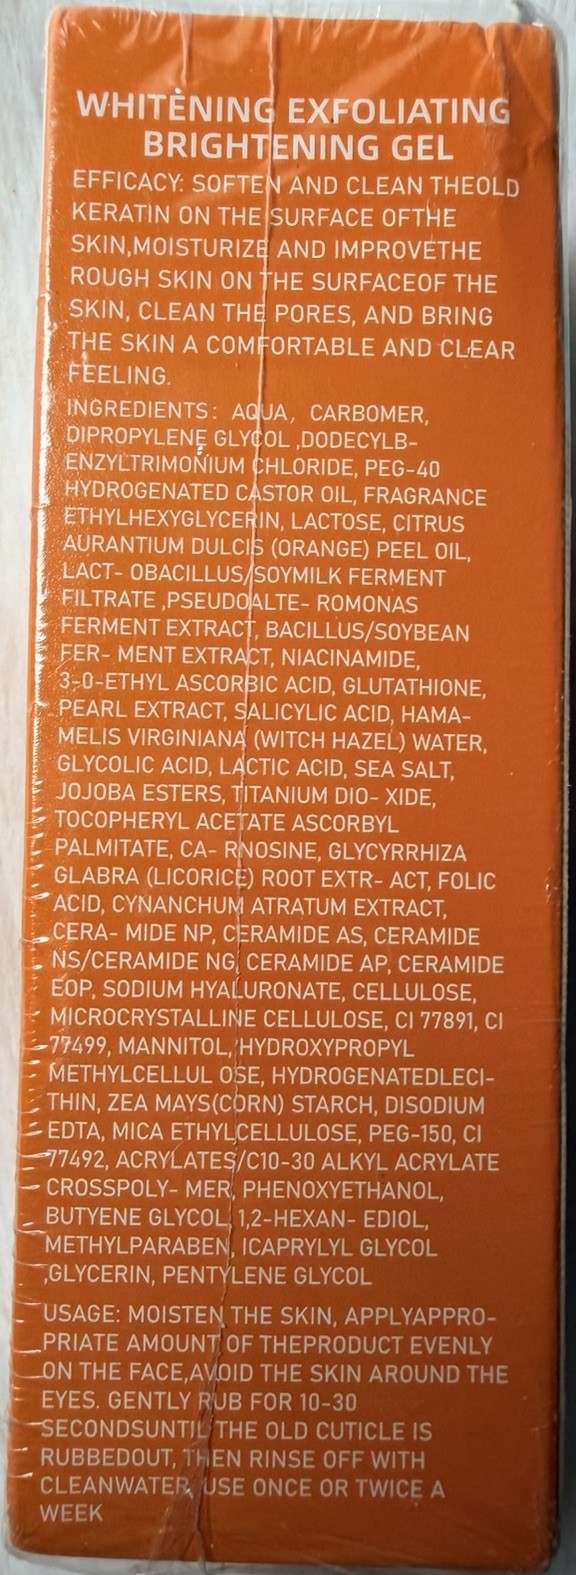 WHITENING EXFOLIATING
BRIGHTENING GEL
EFFICACY: SOFTEN AND CLEAN THEOLD
KERATIN ON THE SURFACE OFTHE
SKIN,MOISTURIZE AND IMPROVETHE
ROUGH SKIN ON THE SURFACEOF THE
SKIN, CLEAN THE PORES, AND BRING
THE SKIN A COMFORTABLE AND CLEAR
FEELING.
INGREDIENTS: AQUA, CARBOMER,
DIPROPYLENE GLYCOL ,DODECYLB-
ENZYLTRIMONIUM CHLORIDE, PEG-40
HYDROGENATED CASTOR OIL, FRAGRANCE
ETHYLHEXYGLYCERIN, LACTOSE, CITRUS
AURANTIUM DULCIS (ORANGE) PEEL OIL,
LACT- OBACILLUS/SOYMILK FERMENT
FILTRATE ,PSEUDOALTE- ROMONAS
FERMENT EXTRACT, BACILLUS/SOYBEAN
FER- MENT EXTRACT, NIACINAMIDE,
3-0-ETHYL ASCORBIC ACID, GLUTATHIONE,
PEARL EXTRACT, SALICYLIC ACID, HAMA-
MELIS VIRGINIANA (WITCH HAZEL) WATER,
GLYCOLIC ACID, LACTIC ACID, SEA SALT,
JOJOBA ESTERS, TITANIUM DIO- XIDE,
TOCOPHERYL ACETATE ASCORBYL
PALMITATE, CA- RNOSINE, GLYCYRRHIZA
GLABRA (LICORICE) ROOT EXTR- ACT, FOLIC
ACID, CYNANCHUM ATRATUM EXTRACT,
CERA- MIDE NP, CERAMIDE AS, CERAMIDE
NS/CERAMIDE NG, CERAMIDE AP, CERAMIDE
EOP, SODIUM HYALURONATE, CELLULOSE,
MICROCRYSTALLINE CELLULOSE, CI 77891, CI
77499, MANNITOL, HYDROXYPROPYL
METHYLCELLUL OSE, HYDROGENATEDLECI-
THIN, ZEA MAYS(CORN) STARCH, DISODIUM
EDTA, MICA ETHYLCELLULOSE, PEG-150, CI
77492, ACRYLATES/C10-30 ALKYL ACRYLATE
CROSSPOLY- MER, PHENOXYETHANOL,
BUTYENE GLYCOL, 1,2-HEXAN- EDIOL,
METHYLPARABEN, ICAPRYLYL GLYCOL
,GLYCERIN, PENTYLENE GLYCOL
USAGE: MOISTEN THE SKIN, APPLYAPPRO-
PRIATE AMOUNT OF THEPRODUCT EVENLY
ON THE FACE,AVOID THE SKIN AROUND THE
EYES. GENTLY RUB FOR 10-30
SECONDSUNTIL THE OLD CUTICLE IS
RUBBEDOUT, THEN RINSE OFF WITH
CLEANWATER, USE ONCE OR TWICE A
WEEK